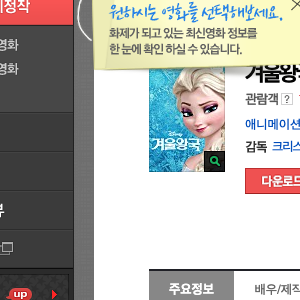 원하시는 영화를 선택해보세요.
화제가 되고 있는 최신영화 정보를
한 눈에 확인 하실 수 있습니다.
정작
영화
영화
겨울왕
관람객 ?
애니메이션
감독 크리스
Disney
겨울왕국
다운로드
up
주요정보
배우/제작